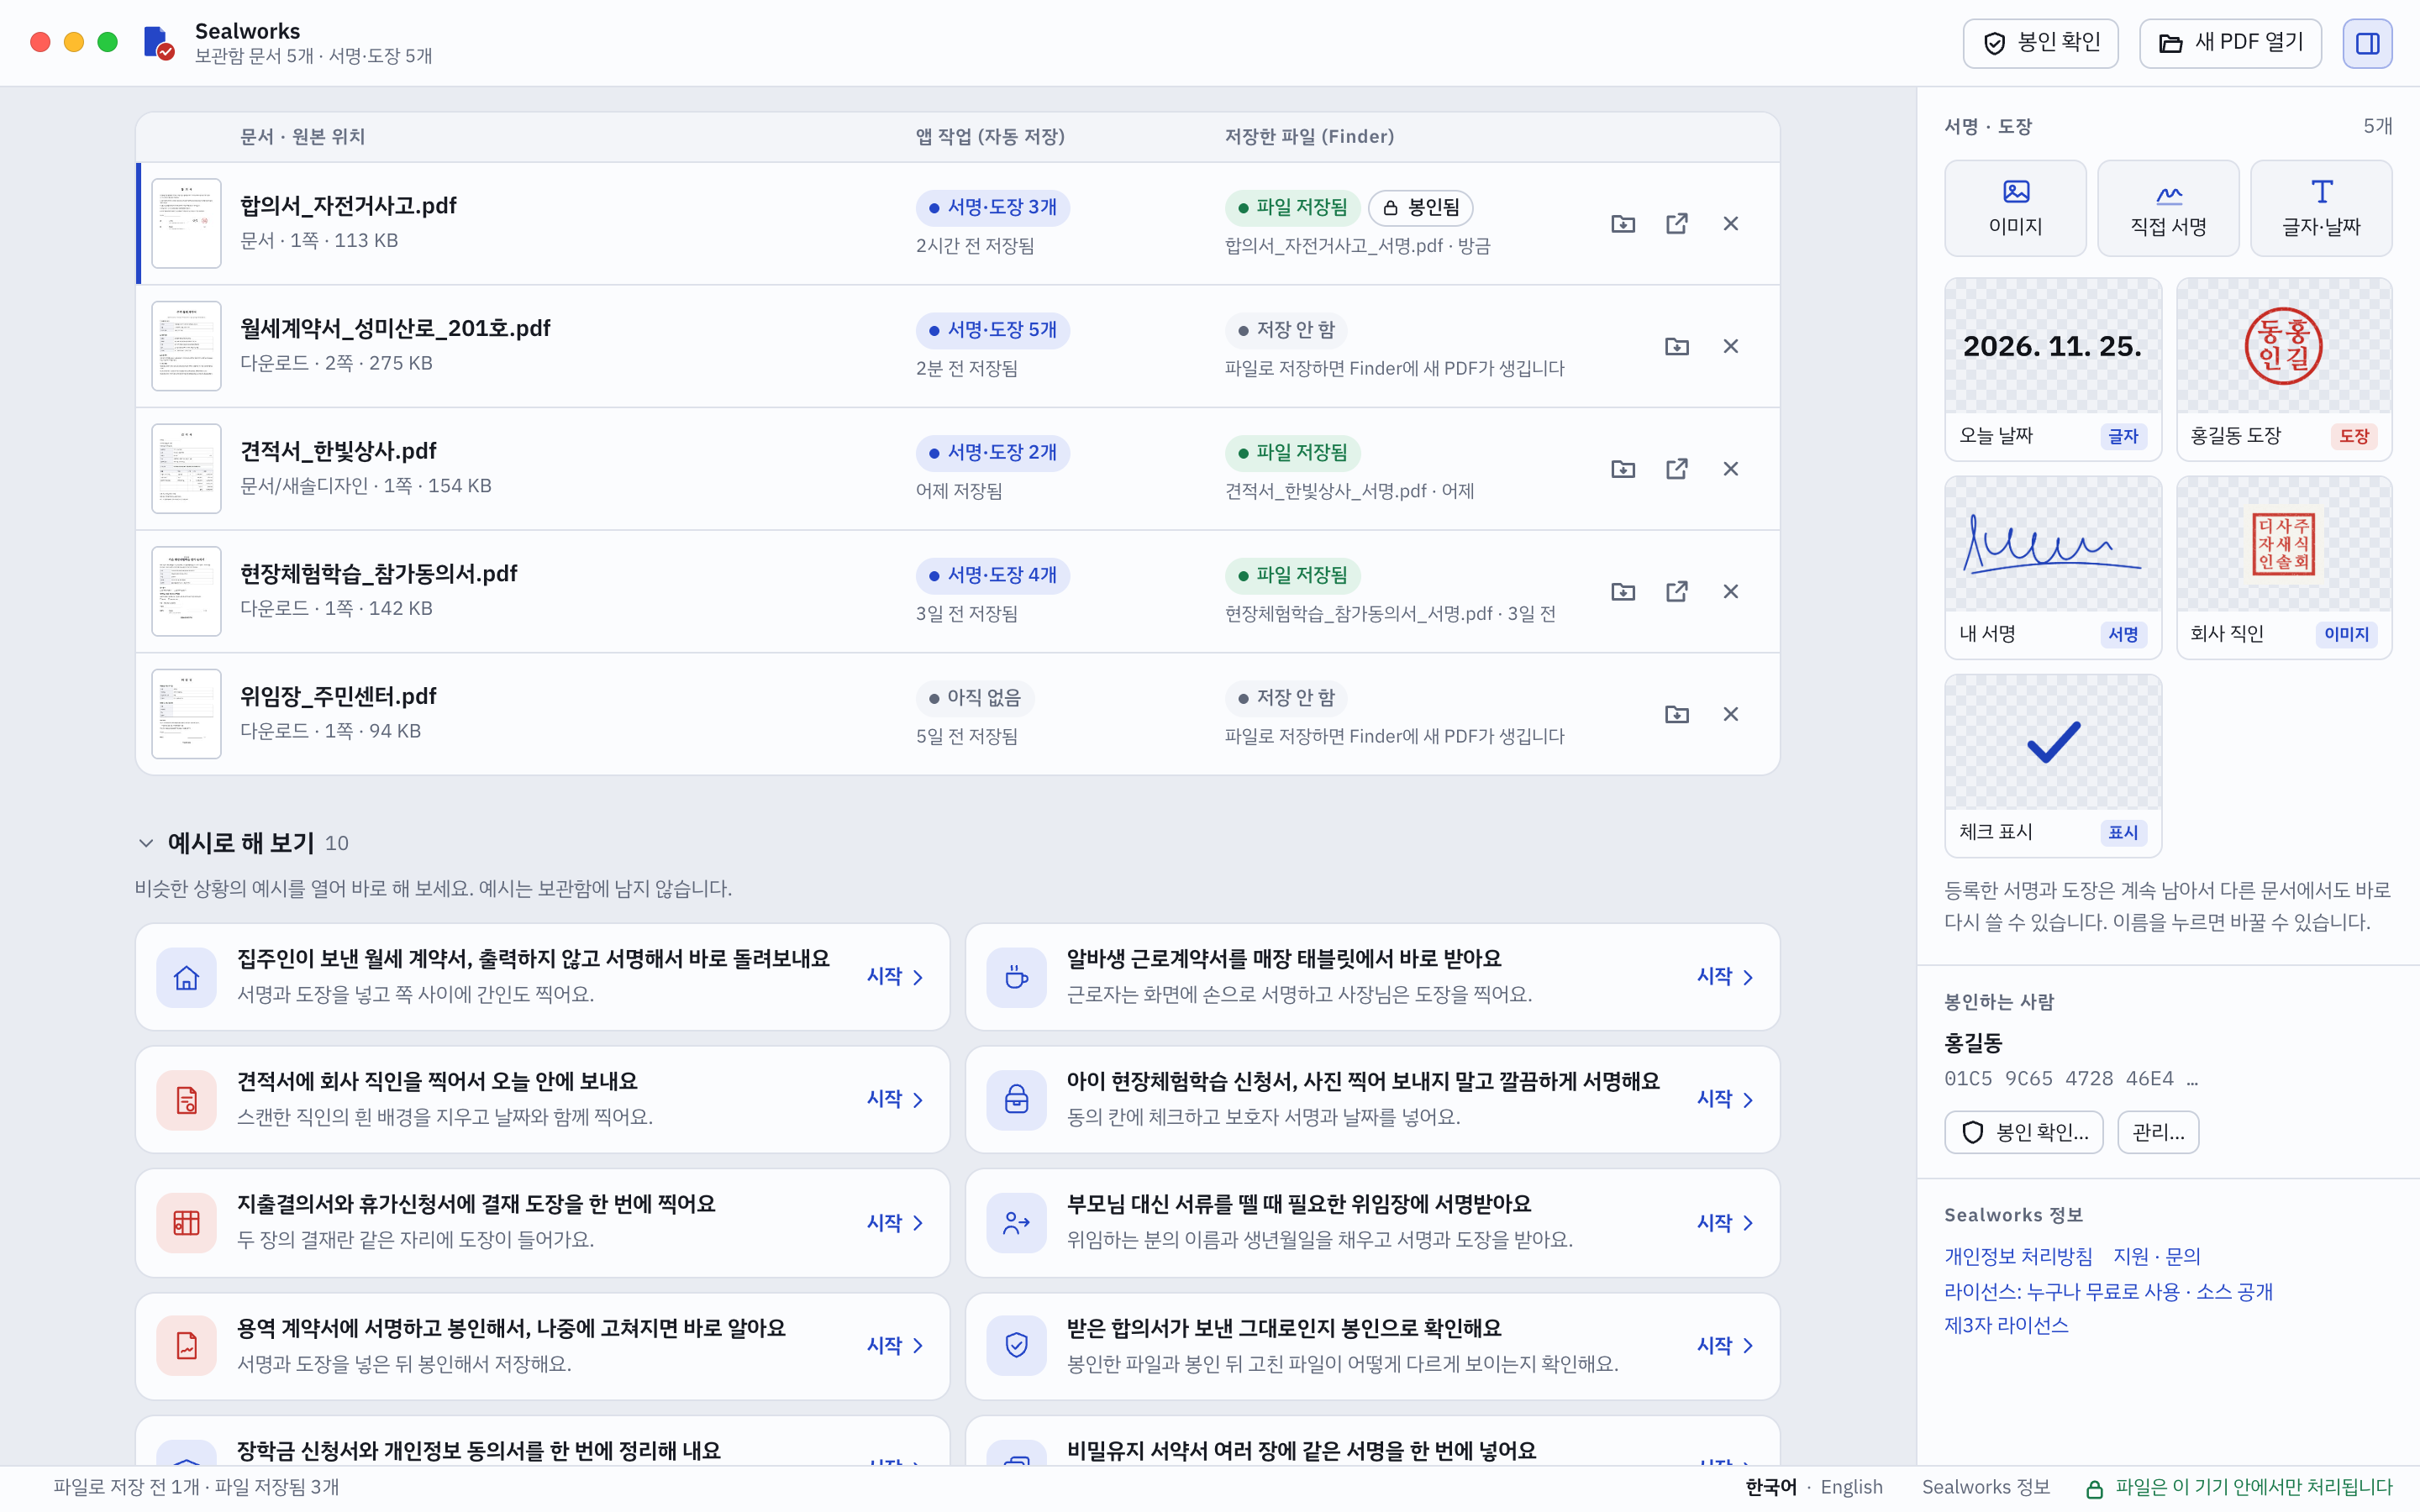 Sealworks
보관함 문서 5개 · 서명·도장 5개
봉인 확인
새 PDF 열기
문서 · 원본 위치
앱 작업 (자동 저장)
저장한 파일 (Finder)
합의서_자전거사고.pdf
문서 · 1쪽 · 113 KB
서명·도장 3개
2시간 전 저장됨
파일 저장됨
봉인됨
합의서_자전거사고_서명.pdf · 방금
월세계약서_성미산로_201호.pdf
다운로드 · 2쪽 · 275 KB
서명·도장 5개
2분 전 저장됨
저장 안 함
파일로 저장하면 Finder에 새 PDF가 생깁니다
견적서_한빛상사.pdf
문서/새솔디자인 · 1쪽 · 154 KB
서명·도장 2개
어제 저장됨
파일 저장됨
견적서_한빛상사_서명.pdf · 어제
현장체험학습_참가동의서.pdf
다운로드 · 1쪽 · 142 KB
서명·도장 4개
3일 전 저장됨
파일 저장됨
현장체험학습_참가동의서_서명.pdf · 3일 전
위임장_주민센터.pdf
다운로드 · 1쪽 · 94 KB
아직 없음
5일 전 저장됨
저장 안 함
파일로 저장하면 Finder에 새 PDF가 생깁니다
예시로 해 보기 10
비슷한 상황의 예시를 열어 바로 해 보세요. 예시는 보관함에 남지 않습니다.
집주인이 보낸 월세 계약서, 출력하지 않고 서명해서 바로 돌려보내요
서명과 도장을 넣고 쪽 사이에 간인도 찍어요.
시작
알바생 근로계약서를 매장 태블릿에서 바로 받아요
근로자는 화면에 손으로 서명하고 사장님은 도장을 찍어요.
시작
견적서에 회사 직인을 찍어서 오늘 안에 보내요
스캔한 직인의 흰 배경을 지우고 날짜와 함께 찍어요.
시작
아이 현장체험학습 신청서, 사진 찍어 보내지 말고 깔끔하게 서명해요
동의 칸에 체크하고 보호자 서명과 날짜를 넣어요.
시작
지출결의서와 휴가신청서에 결재 도장을 한 번에 찍어요
두 장의 결재란 같은 자리에 도장이 들어가요.
시작
부모님 대신 서류를 뗄 때 필요한 위임장에 서명받아요
위임하는 분의 이름과 생년월일을 채우고 서명과 도장을 받아요.
시작
용역 계약서에 서명하고 봉인해서, 나중에 고쳐지면 바로 알아요
서명과 도장을 넣은 뒤 봉인해서 저장해요.
시작
받은 합의서가 보낸 그대로인지 봉인으로 확인해요
봉인한 파일과 봉인 뒤 고친 파일이 어떻게 다르게 보이는지 확인해요.
시작
장학금 신청서와 개인정보 동의서를 한 번에 정리해 내요
비밀유지 서약서 여러 장에 같은 서명을 한 번에 넣어요
서명 · 도장
5개
이미지
직접 서명
글자·날짜
2026. 11. 25.
오늘 날짜
글자
동홍
인길
홍길동 도장
도장
내 서명
서명
디사주
자새식
인솔회
회사 직인
이미지
체크 표시
표시
등록한 서명과 도장은 계속 남아서 다른 문서에서도 바로
다시 쓸 수 있습니다. 이름을 누르면 바꿀 수 있습니다.
봉인하는 사람
홍길동
01C5 9C65 4728 46E4 …
봉인 확인...
관리...
Sealworks 정보
개인정보 처리방침
지원 · 문의
라이선스: 누구나 무료로 사용 · 소스 공개
제3자 라이선스
파일로 저장 전 1개 · 파일 저장됨 3개
한국어 · English
Sealworks 정보
파일은 이 기기 안에서만 처리됩니다